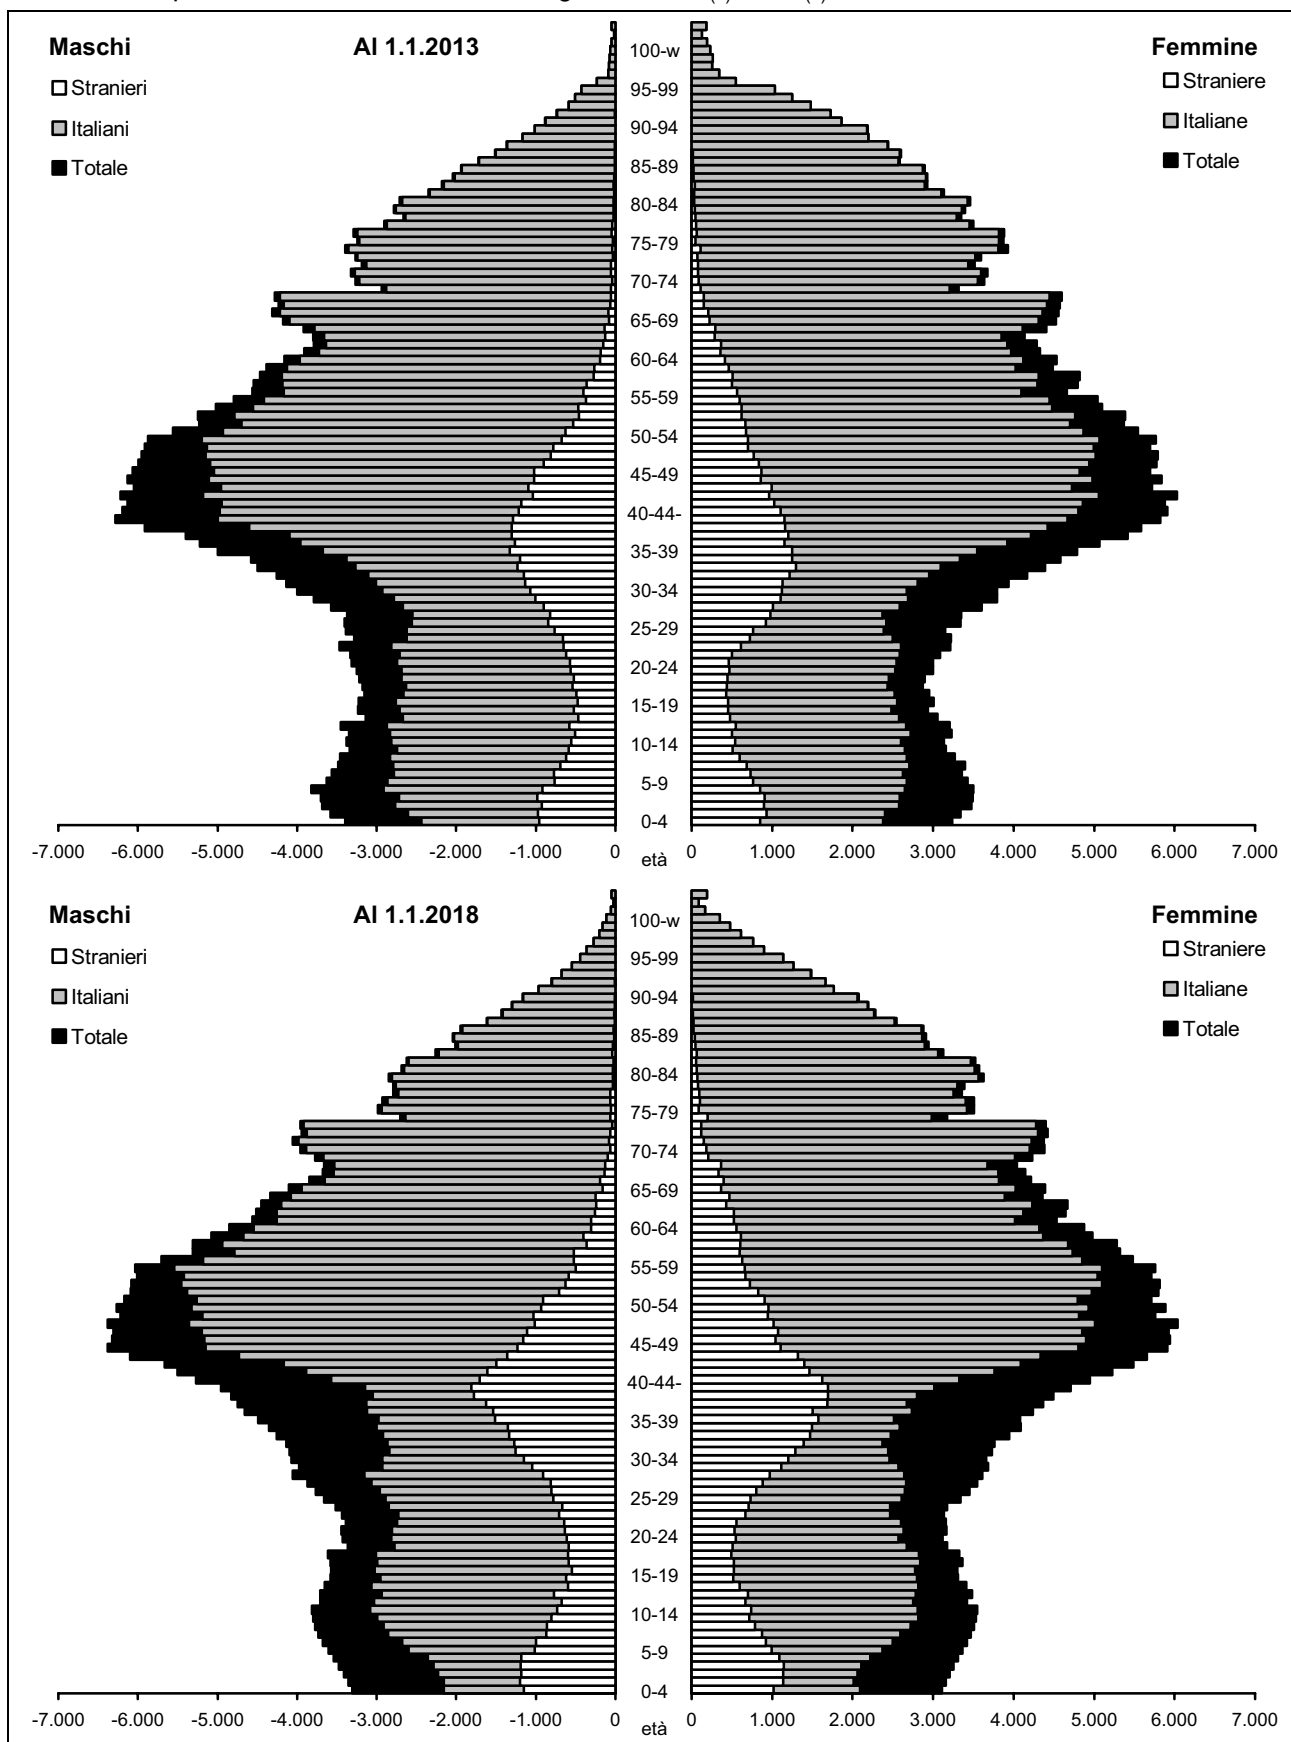 Maschi
Al 1.1.2013
Femmine
Stranieri
Italiani
Totale
Straniere
Italiane
Totale
100-w
95-99
90-94
85-89
80-84
75-79
70-74
65-69
60-64
55-59
50-54
45-49
40-44-
35-39
30-34
25-29
20-24
15-19
10-14
5-9
0-4
-7.000 -6.000 -5.000 -4.000 -3.000 -2.000 -1.000 0
età
0 1.000 2.000 3.000 4.000 5.000 6.000 7.000
Maschi
Al 1.1.2018
Femmine
Stranieri
Italiani
Totale
Straniere
Italiane
Totale
100-w
95-99
90-94
85-89
80-84
75-79
70-74
65-69
60-64
55-59
50-54
45-49
40-44-
35-39
30-34
25-29
20-24
15-19
10-14
5-9
0-4
-7.000 -6.000 -5.000 -4.000 -3.000 -2.000 -1.000 0
età
0 1.000 2.000 3.000 4.000 5.000 6.000 7.000